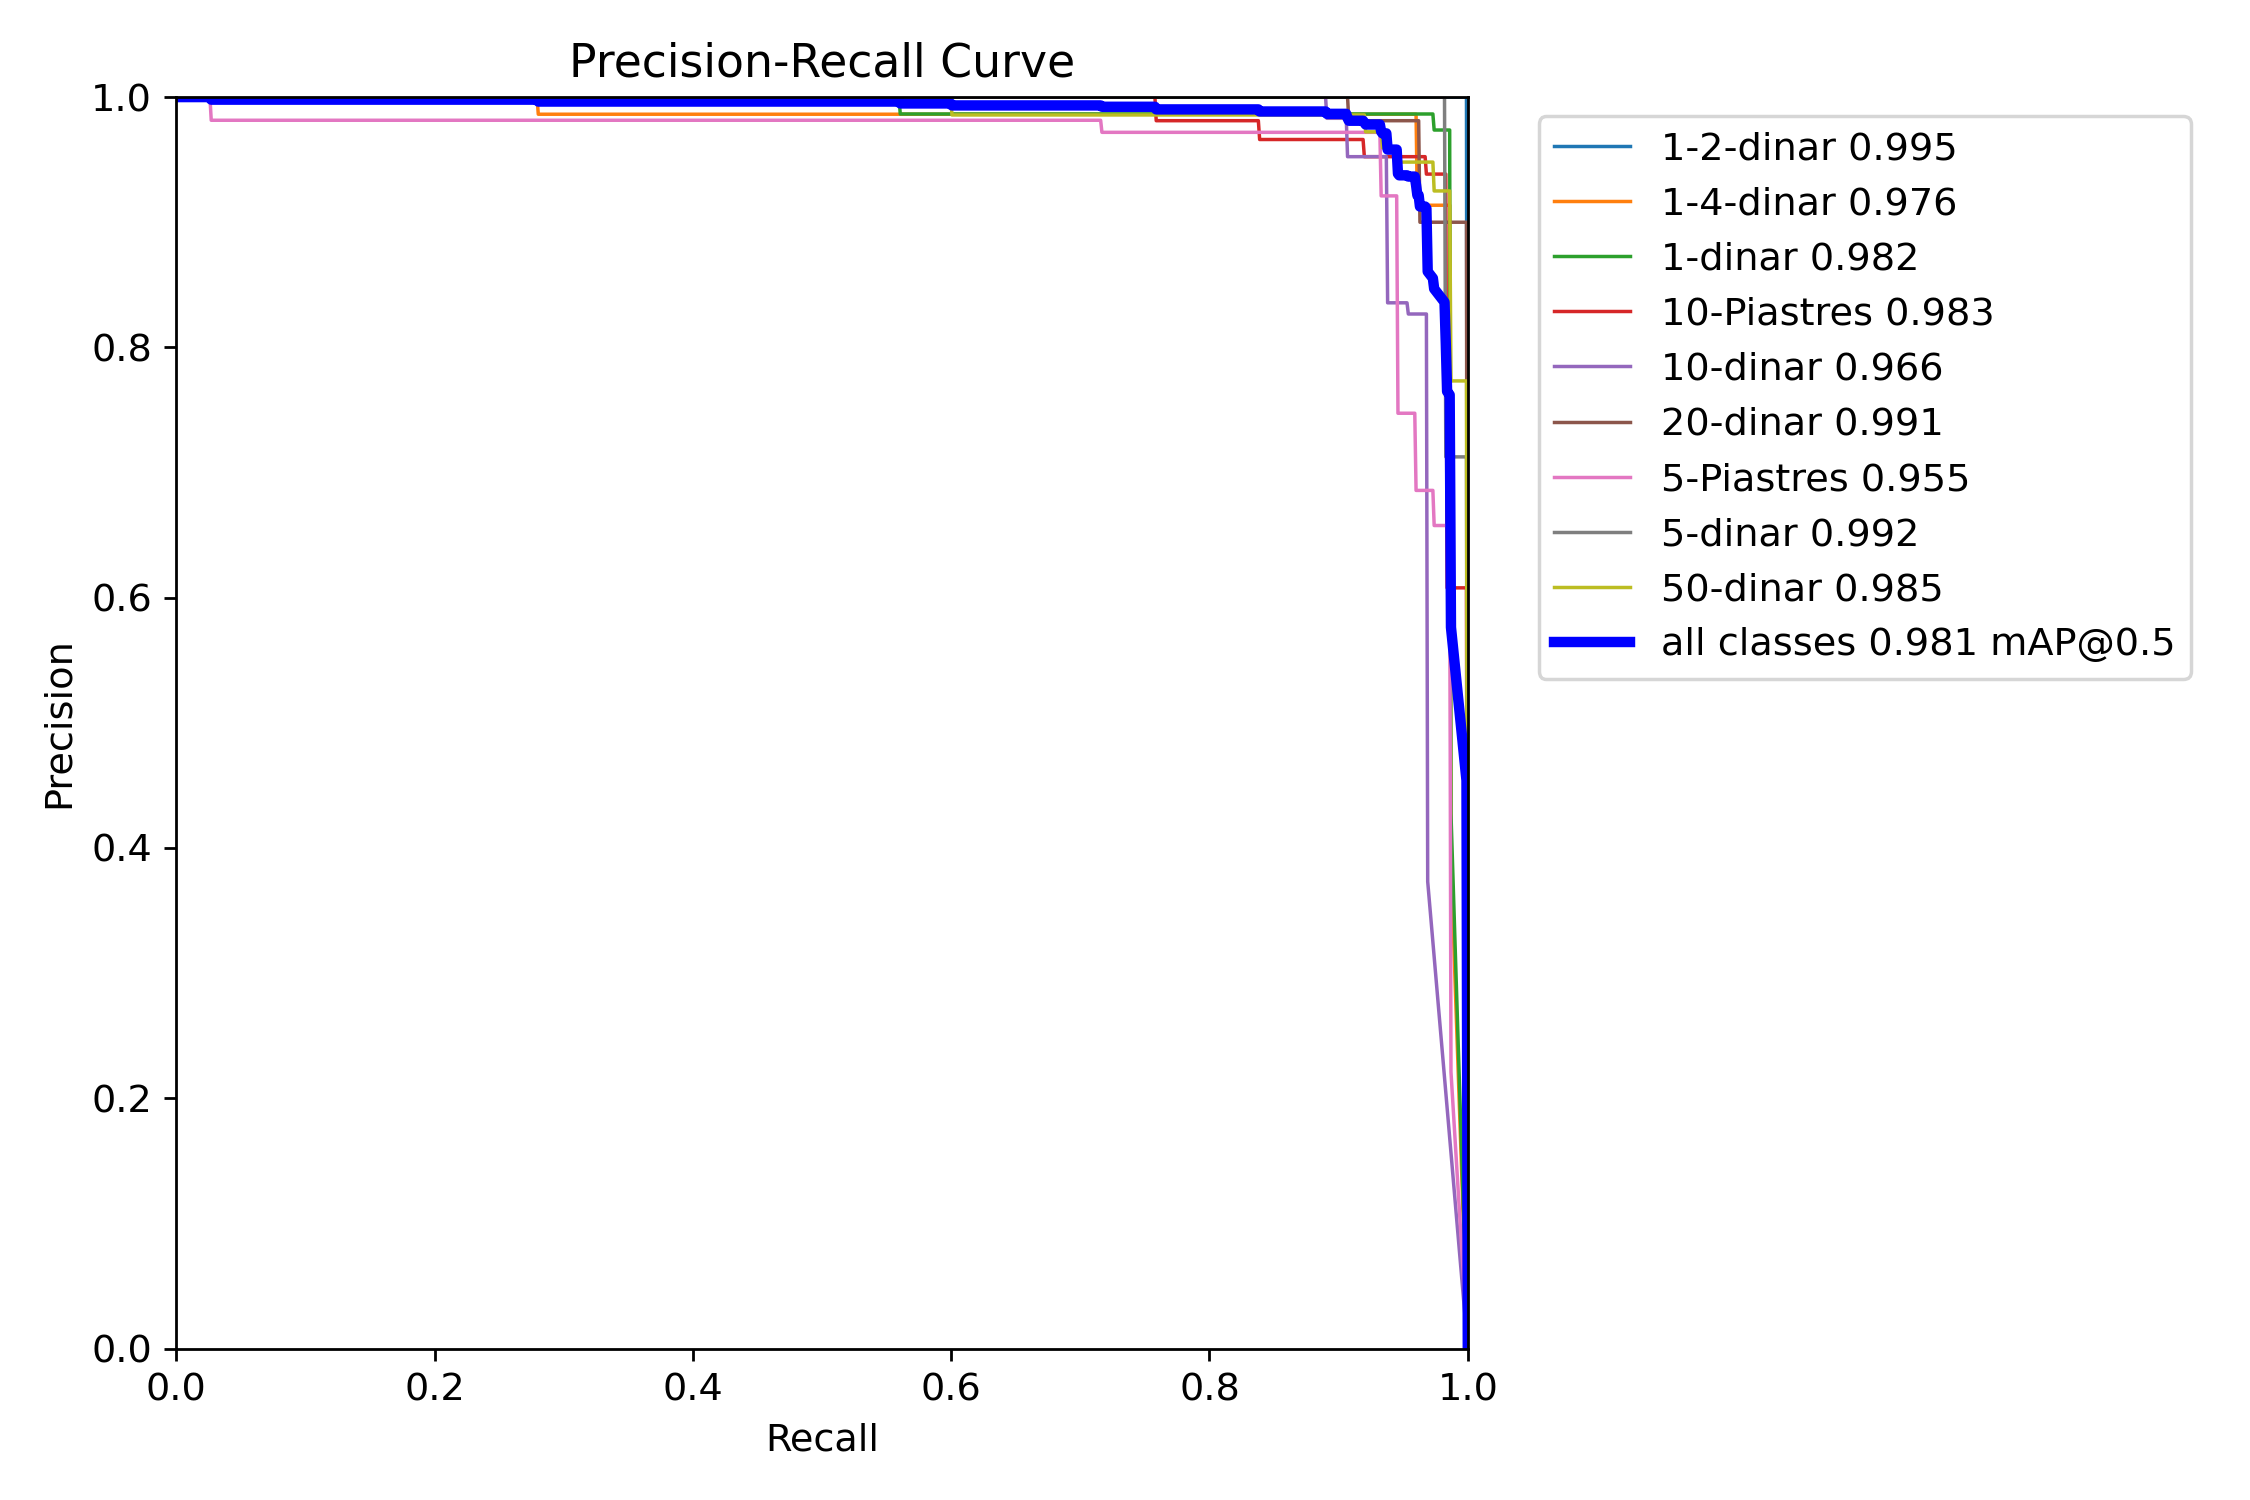 Precision-Recall Curve
1.0
0.8
0.6
0.4
0.2
0.0
Precision
0.0 0.2 0.4 0.6 0.8 1.0
Recall
1-2-dinar 0.995
1-4-dinar 0.976
1-dinar 0.982
10-Piastres 0.983
10-dinar 0.966
20-dinar 0.991
5-Piastres 0.955
5-dinar 0.992
50-dinar 0.985
all classes 0.981 mAP@0.5